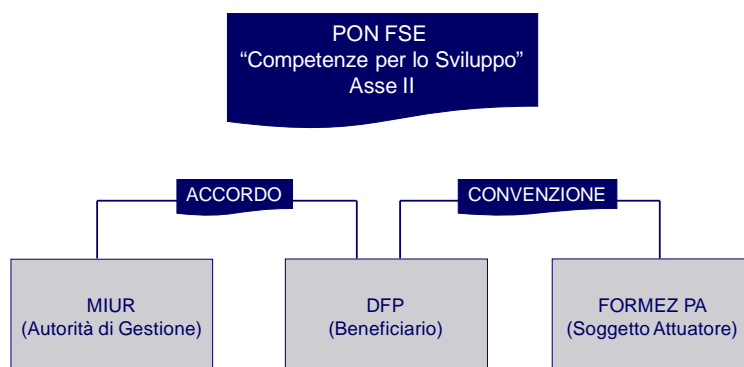 PON FSE
“Competenze per lo Sviluppo”
Asse II
ACCORDO
CONVENZIONE
MIUR
(Autorità di Gestione)
DFP
(Beneficiario)
FORMEZ PA
(Soggetto Attuatore)